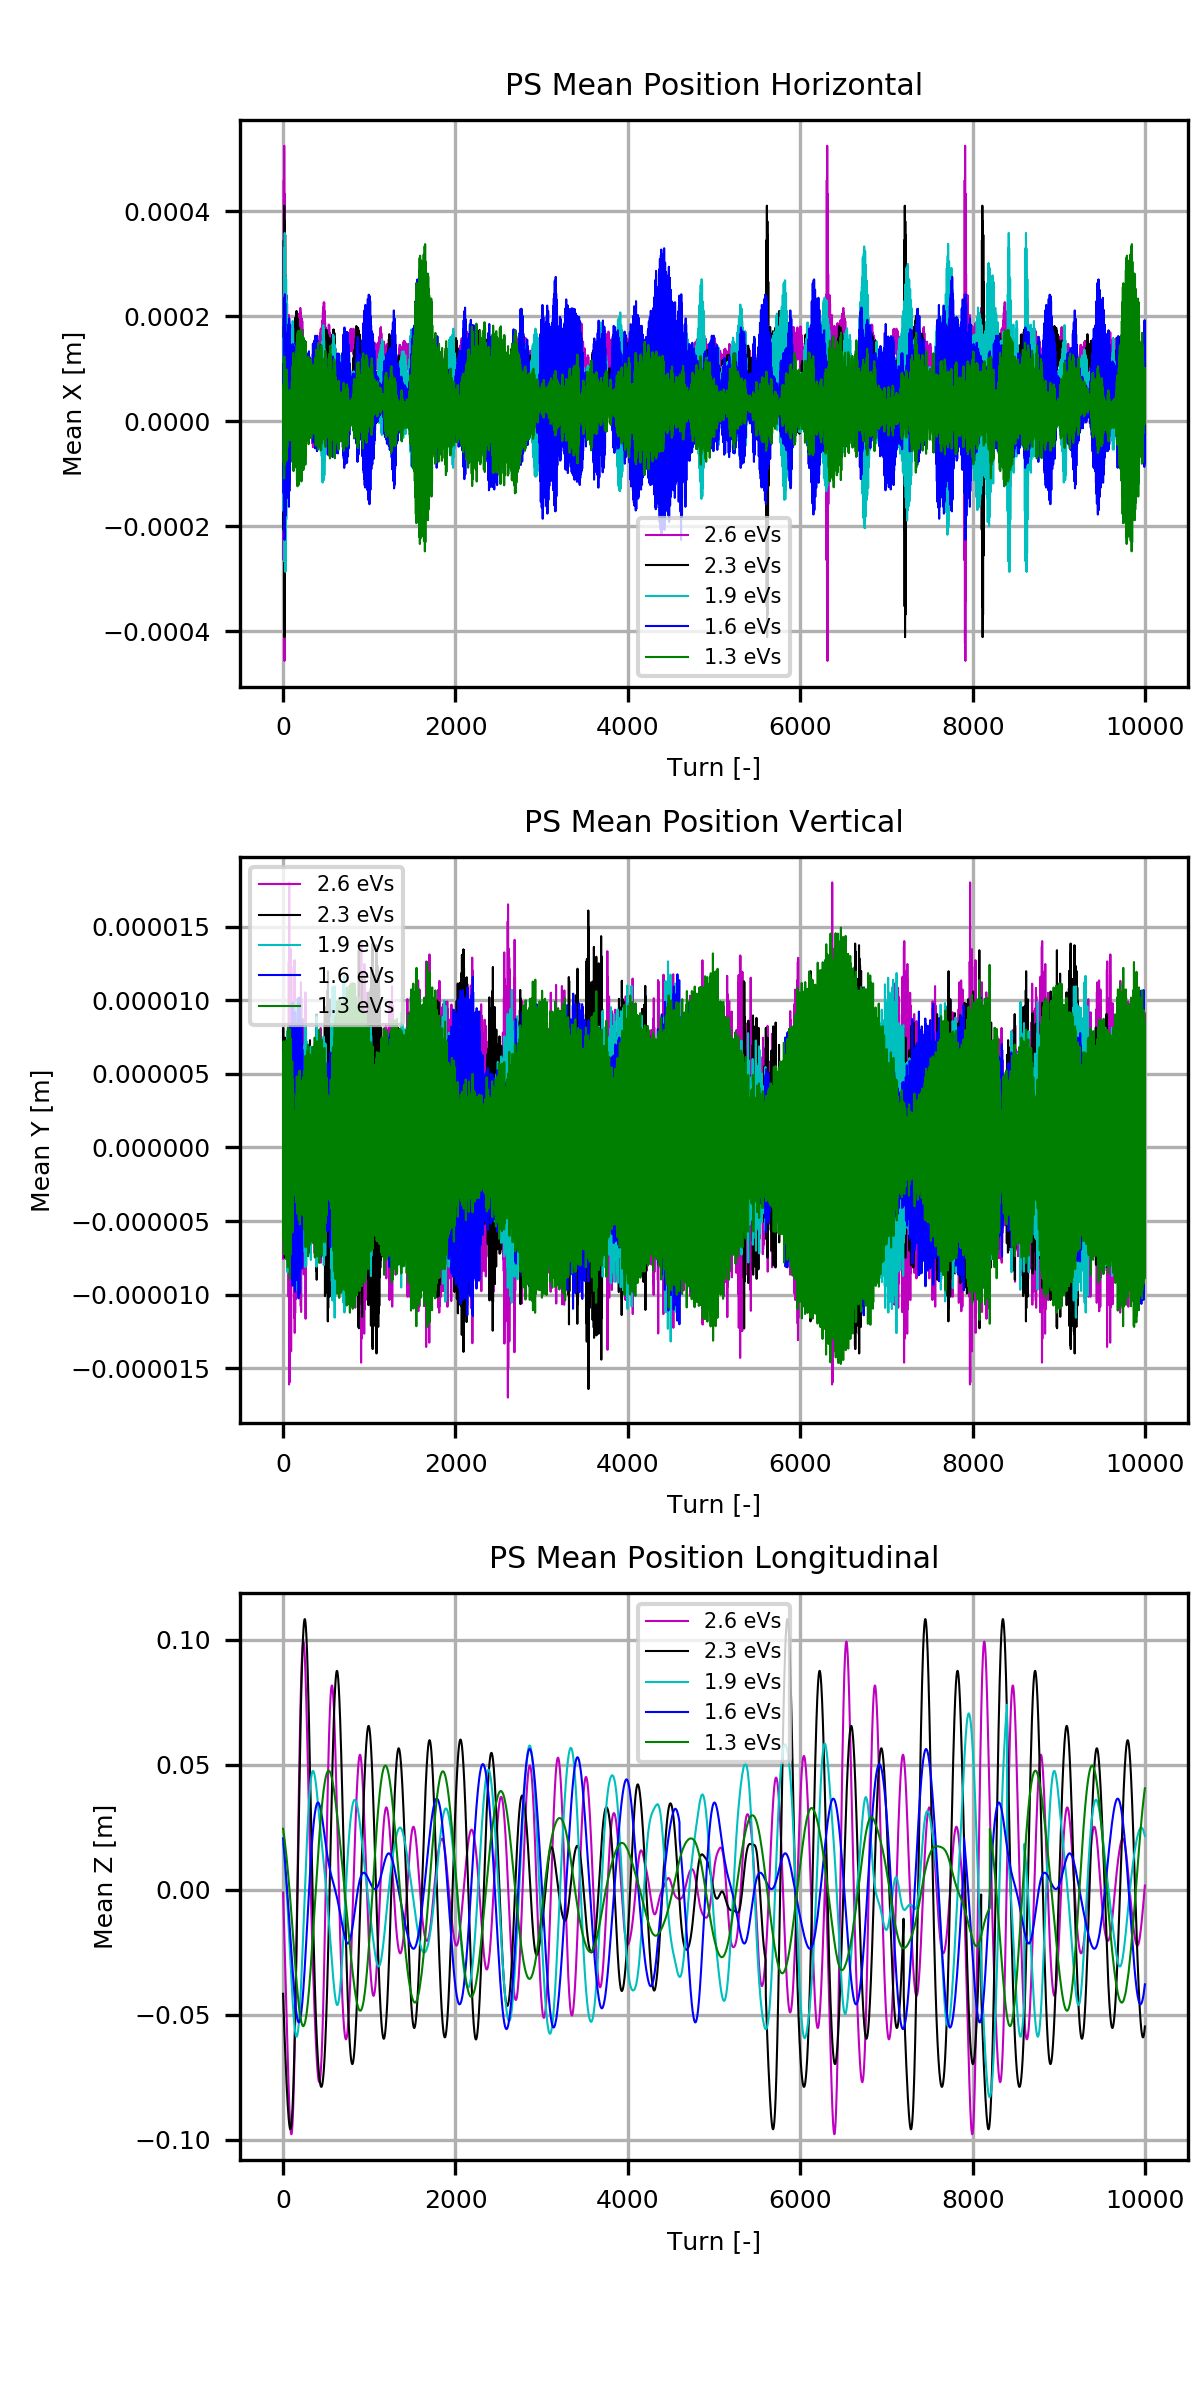 PS Mean Position Horizontal
0.0004
0.0002
0.0000
−0.0002
−0.0004
Mean X [m]
2.6 eVs
2.3 eVs
1.9 eVs
1.6 eVs
1.3 eVs
0 2000 4000 6000 8000 10000
Turn [-]
PS Mean Position Vertical
2.6 eVs
2.3 eVs
1.9 eVs
1.6 eVs
1.3 eVs
0.000015
0.000010
0.000005
0.000000
−0.000005
−0.000010
−0.000015
Mean Y [m]
0 2000 4000 6000 8000 10000
Turn [-]
PS Mean Position Longitudinal
2.6 eVs
2.3 eVs
1.9 eVs
1.6 eVs
1.3 eVs
0.10
0.05
0.00
−0.05
−0.10
Mean Z [m]
0 2000 4000 6000 8000 10000
Turn [-]